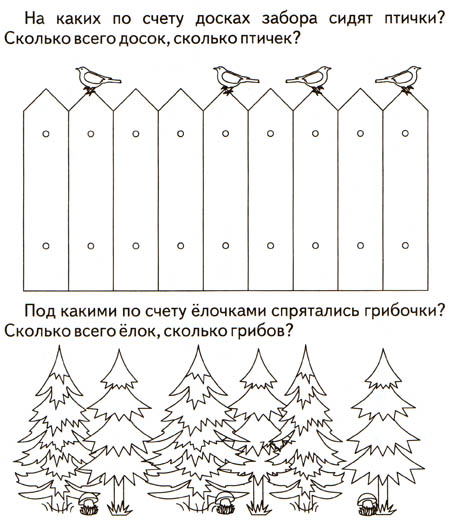 На каких по счету досках забора сидят птички?
Сколько всего досок, сколько птичек?
Под какими по счету ёлочками спрятались грибочки?
Сколько всего ёлок, сколько грибов?